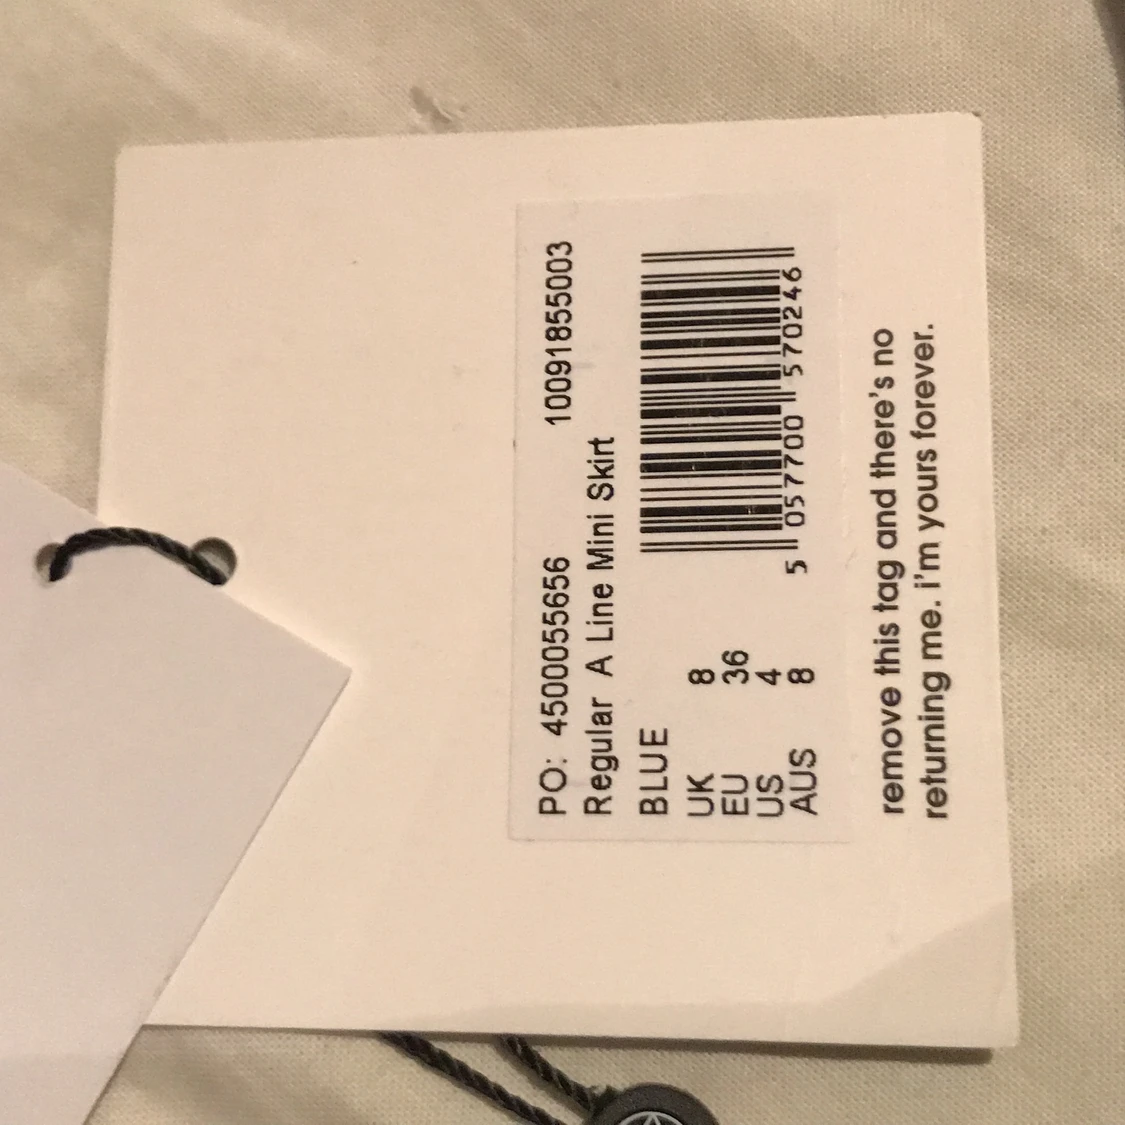 PO: 4500055656 10091855003
Regular A Line Mini Skirt
BLUE
UK 8
EU 36
US 4
AUS 8
5 057700 570246
remove this tag and there's no
returning me. i'm yours forever.